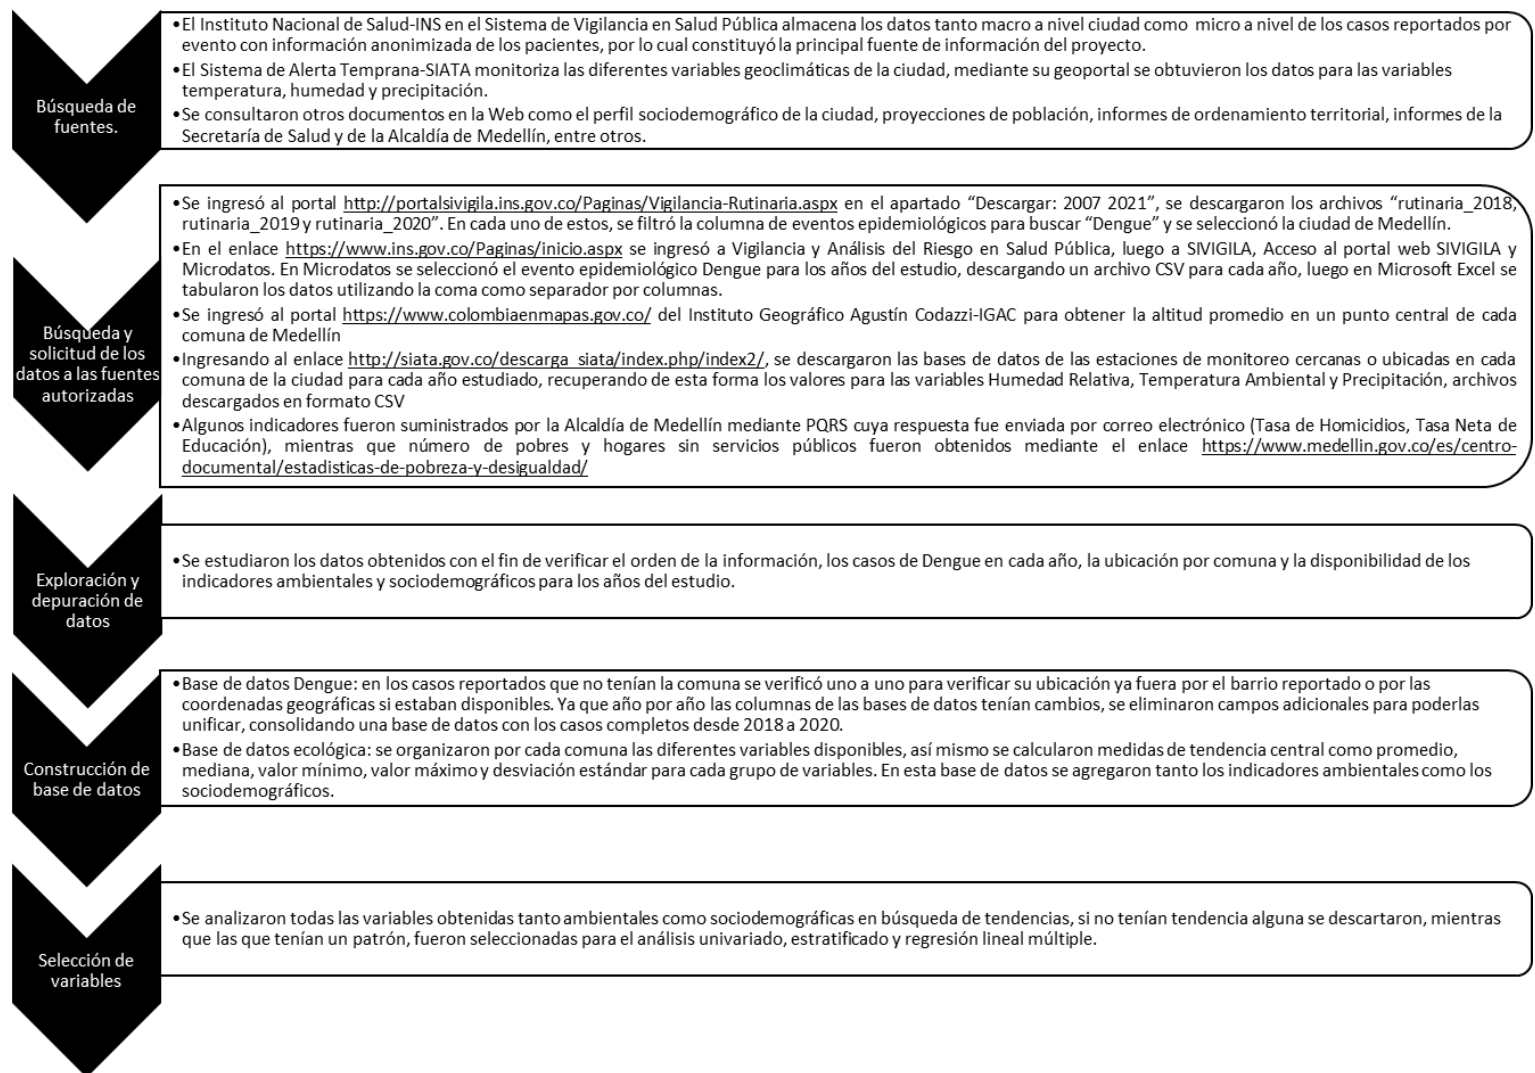 Búsqueda de
fuentes.
•El Instituto Nacional de Salud-INS en el Sistema de Vigilancia en Salud Pública almacena los datos tanto macro a nivel ciudad como micro a nivel de los casos reportados por
evento con información anonimizada de los pacientes, por lo cual constituyó la principal fuente de información del proyecto.
•El Sistema de Alerta Temprana-SIATA monitoriza las diferentes variables geoclimáticas de la ciudad, mediante su geoportal se obtuvieron los datos para las variables
temperatura, humedad y precipitación.
•Se consultaron otros documentos en la Web como el perfil sociodemográfico de la ciudad, proyecciones de población, informes de ordenamiento territorial, informes de la
Secretaría de Salud y de la Alcaldía de Medellín, entre otros.
Búsqueda y
solicitud de los
datos a las fuentes
autorizadas
•Se ingresó al portal http://portalsivigila.ins.gov.co/Paginas/Vigilancia-Rutinaria.aspx en el apartado “Descargar: 2007 2021”, se descargaron los archivos “rutinaria_2018,
rutinaria_2019 y rutinaria_2020”. En cada uno de estos, se filtró la columna de eventos epidemiológicos para buscar “Dengue” y se seleccionó la ciudad de Medellín.
•En el enlace https://www.ins.gov.co/Paginas/inicio.aspx se ingresó a Vigilancia y Análisis del Riesgo en Salud Pública, luego a SIVIGILA, Acceso al portal web SIVIGILA y
Microdatos. En Microdatos se seleccionó el evento epidemiológico Dengue para los años del estudio, descargando un archivo CSV para cada año, luego en Microsoft Excel se
tabularon los datos utilizando la coma como separador por columnas.
•Se ingresó al portal https://www.colombiaenmapas.gov.co/ del Instituto Geográfico Agustín Codazzi-IGAC para obtener la altitud promedio en un punto central de cada
comuna de Medellín
•Ingresando al enlace http://siata.gov.co/descarga_siata/index.php/index2/, se descargaron las bases de datos de las estaciones de monitoreo cercanas o ubicadas en cada
comuna de la ciudad para cada año estudiado, recuperando de esta forma los valores para las variables Humedad Relativa, Temperatura Ambiental y Precipitación, archivos
descargados en formato CSV
•Algunos indicadores fueron suministrados por la Alcaldía de Medellín mediante PQRS cuya respuesta fue enviada por correo electrónico (Tasa de Homicidios, Tasa Neta de
Educación), mientras que número de pobres y hogares sin servicios públicos fueron obtenidos mediante el enlace https://www.medellin.gov.co/es/centro-
documental/estadisticas-de-pobreza-y-desigualdad/
Exploración y
depuración de
datos
•Se estudiaron los datos obtenidos con el fin de verificar el orden de la información, los casos de Dengue en cada año, la ubicación por comuna y la disponibilidad de los
indicadores ambientales y sociodemográficos para los años del estudio.
Construcción de
base de datos
•Base de datos Dengue: en los casos reportados que no tenían la comuna se verificó uno a uno para verificar su ubicación ya fuera por el barrio reportado o por las
coordenadas geográficas si estaban disponibles. Ya que año por año las columnas de las bases de datos tenían cambios, se eliminaron campos adicionales para poderlas
unificar, consolidando una base de datos con los casos completos desde 2018 a 2020.
•Base de datos ecológica: se organizaron por cada comuna las diferentes variables disponibles, así mismo se calcularon medidas de tendencia central como promedio,
mediana, valor mínimo, valor máximo y desviación estándar para cada grupo de variables. En esta base de datos se agregaron tanto los indicadores ambientales como los
sociodemográficos.
Selección de
variables
•Se analizaron todas las variables obtenidas tanto ambientales como sociodemográficas en búsqueda de tendencias, si no tenían tendencia alguna se descartaron, mientras
que las que tenían un patrón, fueron seleccionadas para el análisis univariado, estratificado y regresión lineal múltiple.